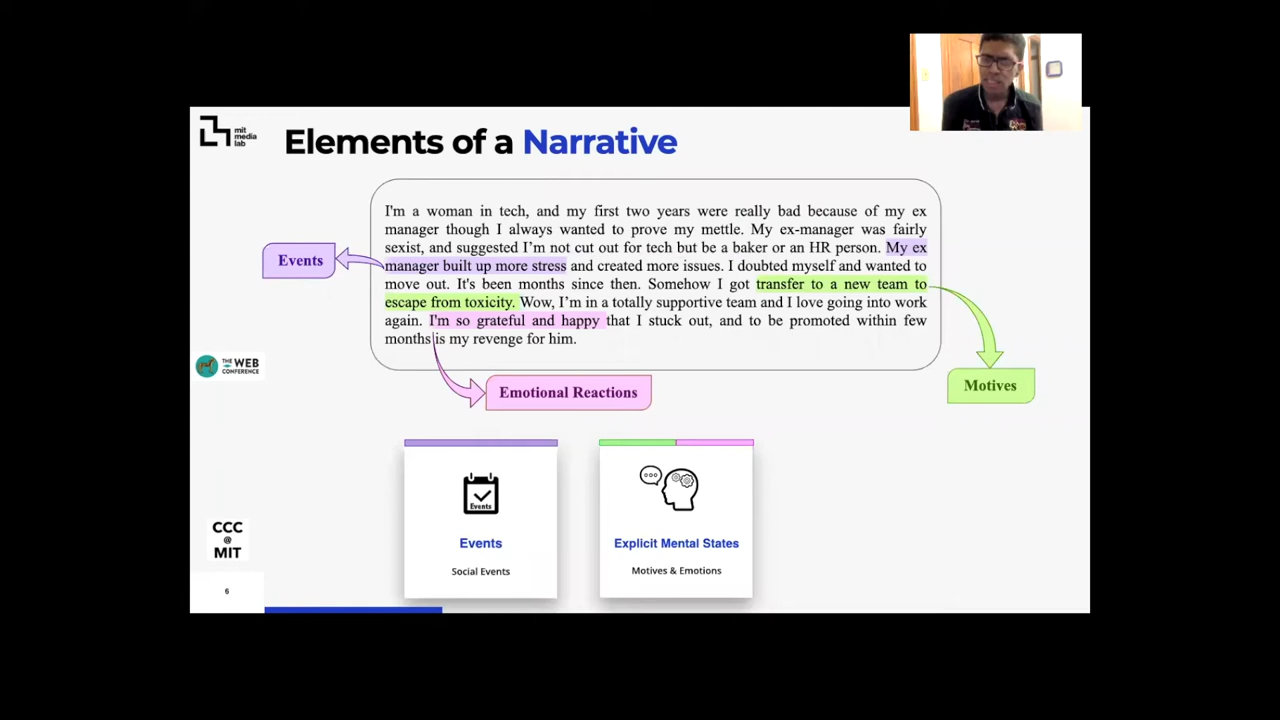 mit
media
lab
Elements of a Narrative
I'm a woman in tech, and my first two years were really bad because of my ex
manager though I always wanted to prove my mettle. My ex-manager was fairly
sexist, and suggested I'm not cut out for tech but be a baker or an HR person. My ex
manager built up more stress and created more issues. I doubted myself and wanted to
move out. It's been months since then. Somehow I got transfer to a new team to
escape from toxicity. Wow, I'm in a totally supportive team and I love going into work
again. I'm so grateful and happy that I stuck out, and to be promoted within few
months is my revenge for him.
Events
Motives
Emotional Reactions
THE WEB
CONFERENCE
Events
Events
Social Events
Explicit Mental States
Motives & Emotions
CCC
@
MIT
6